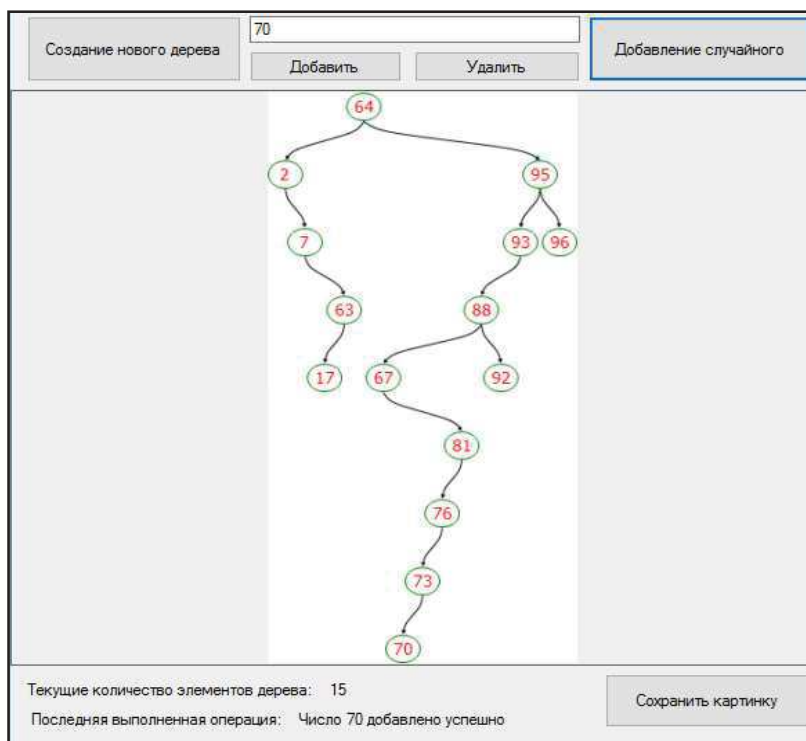 Создание нового дерева
70
Добавить
Удалить
Добавление случайного
64
2
95
7
93
96
63
88
17
67
92
81
76
73
70
Текущие количество элементов дерева: 15
Последняя выполненная операция: Число 70 добавлено успешно
Сохранить картинку